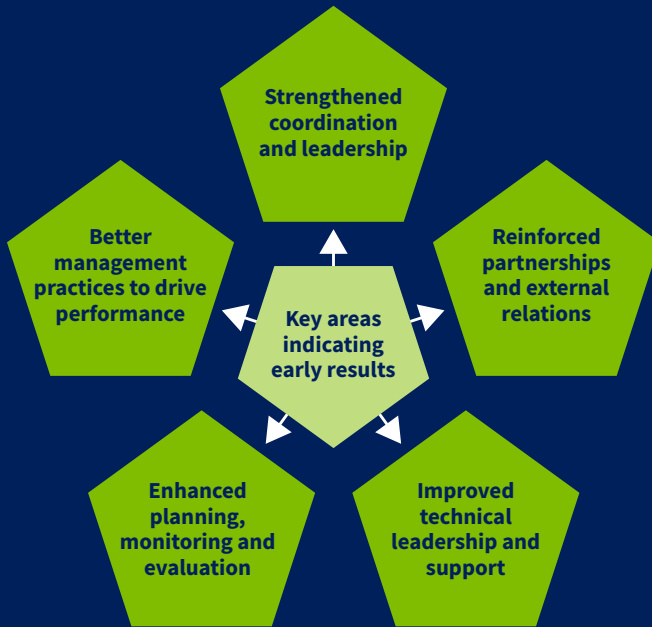 Strengthened
coordination
and leadership
Better
management
practices to drive
performance
Reinforced
partnerships
and external
relations
Key areas
indicating
early results
Enhanced
planning,
monitoring and
evaluation
Improved
technical
leadership and
support